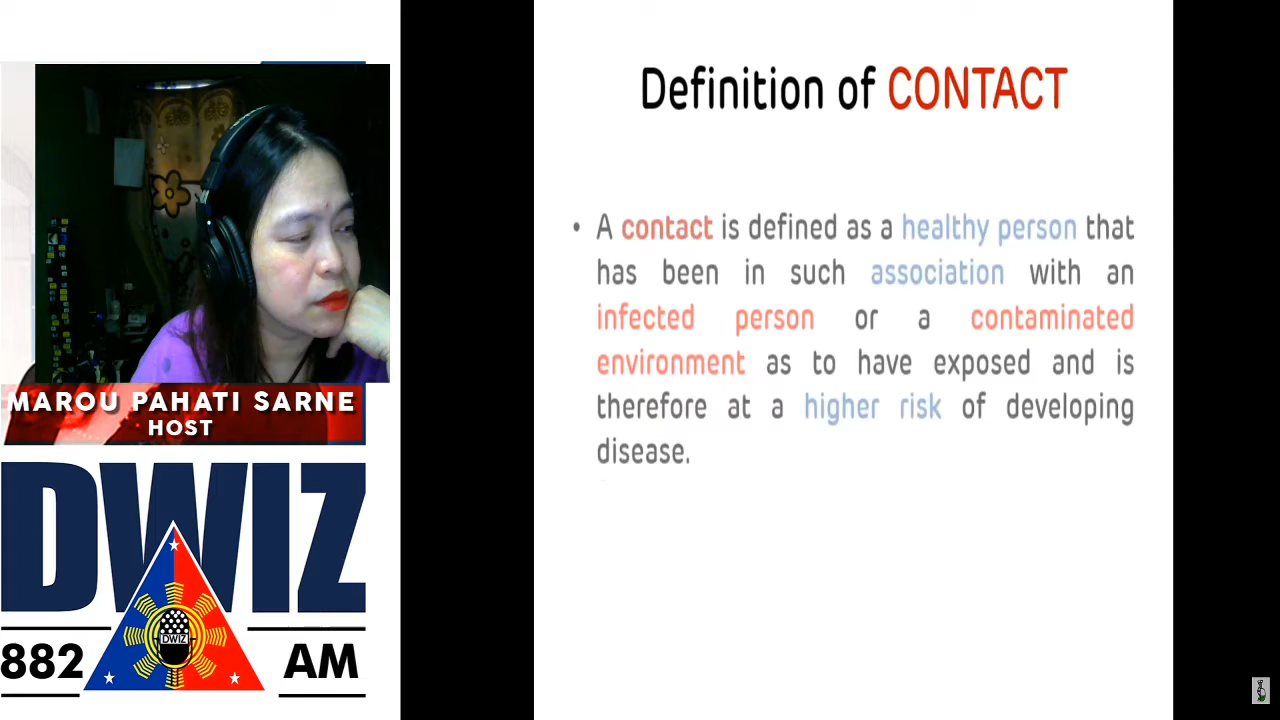 Definition of CONTACT
• A contact is defined as a healthy person that
has been in such association with an
infected person or a contaminated
environment as to have exposed and is
therefore at a higher risk of developing
disease.
MAROU PAHATI SARNE
HOST
DWIZ
DWIZ
882 AM